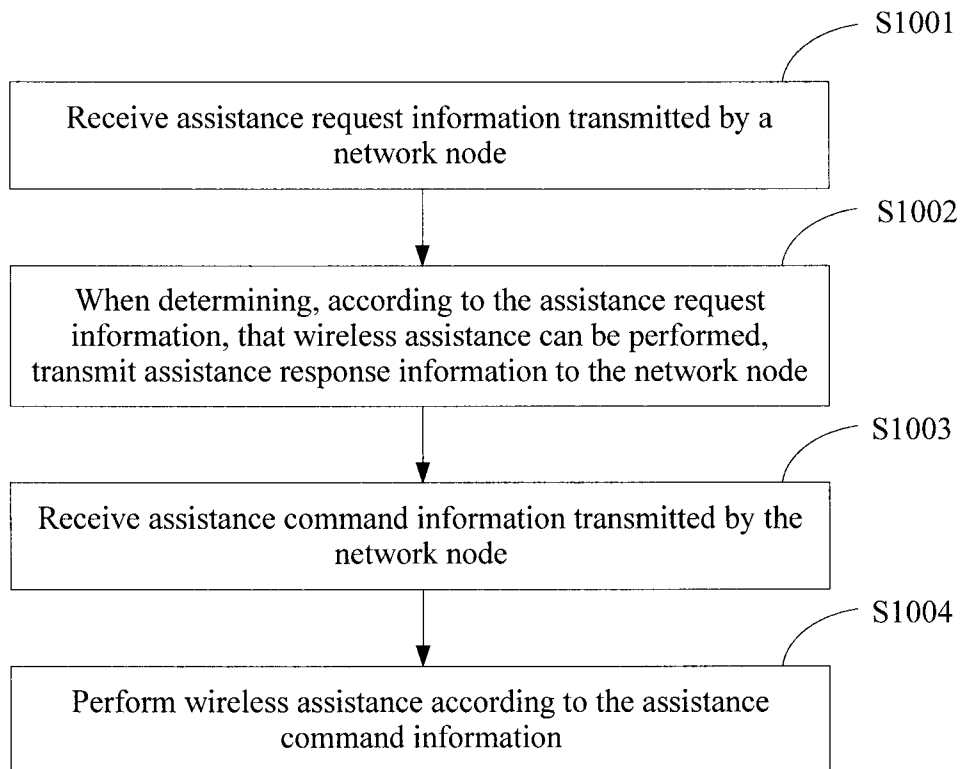 S1001
Receive assistance request information transmitted by a
network node
S1002
When determining, according to the assistance request
information, that wireless assistance can be performed,
transmit assistance response information to the network node
S1003
Receive assistance command information transmitted by the
network node
S1004
Perform wireless assistance according to the assistance
command information